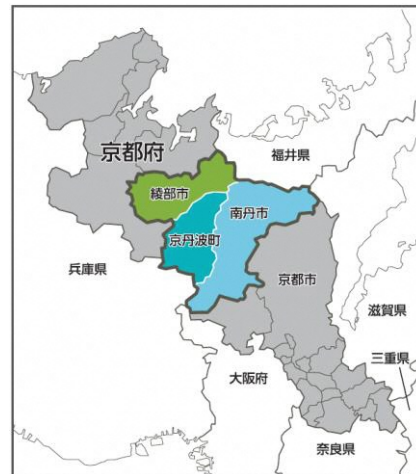 京都府
福井県
綾部市
南丹市
京丹波町
兵庫県
京都市
滋賀県
三重県
大阪府
奈良県